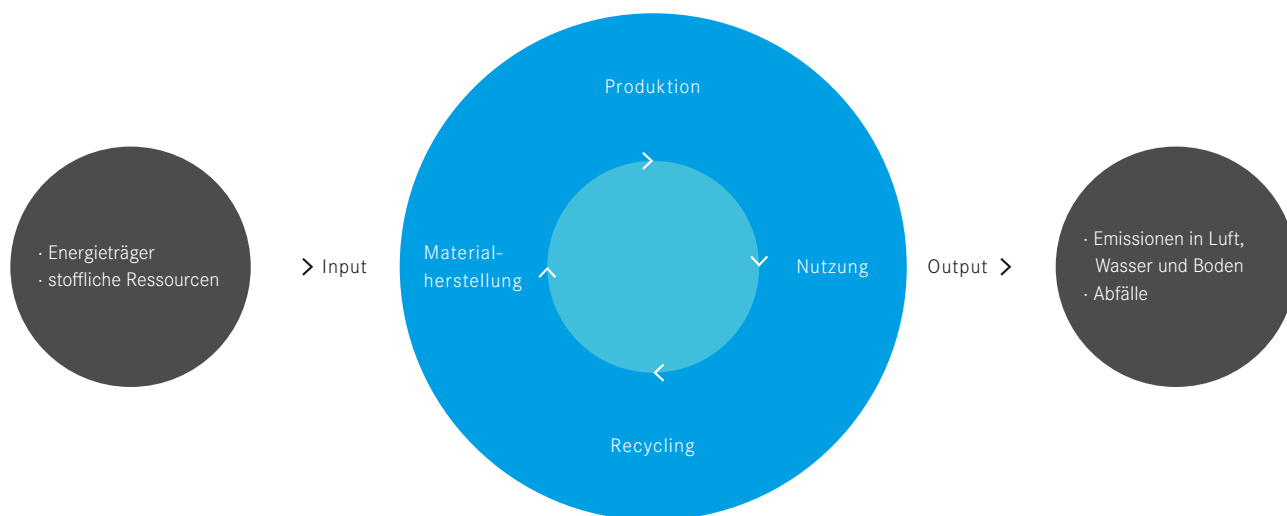 Produktion
· Energieträger
· stoffliche Ressourcen
Input
Material-
herstellung
Nutzung
Output
· Emissionen in Luft,
Wasser und Boden
· Abfälle
Recycling